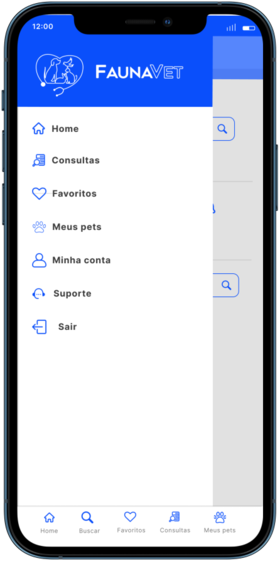 12:00
FAUNAVET
Home
Consultas
Favoritos
Meus pets
Minha conta
Suporte
Sair
Home
Buscar
Favoritos
Consultas
Meus pets